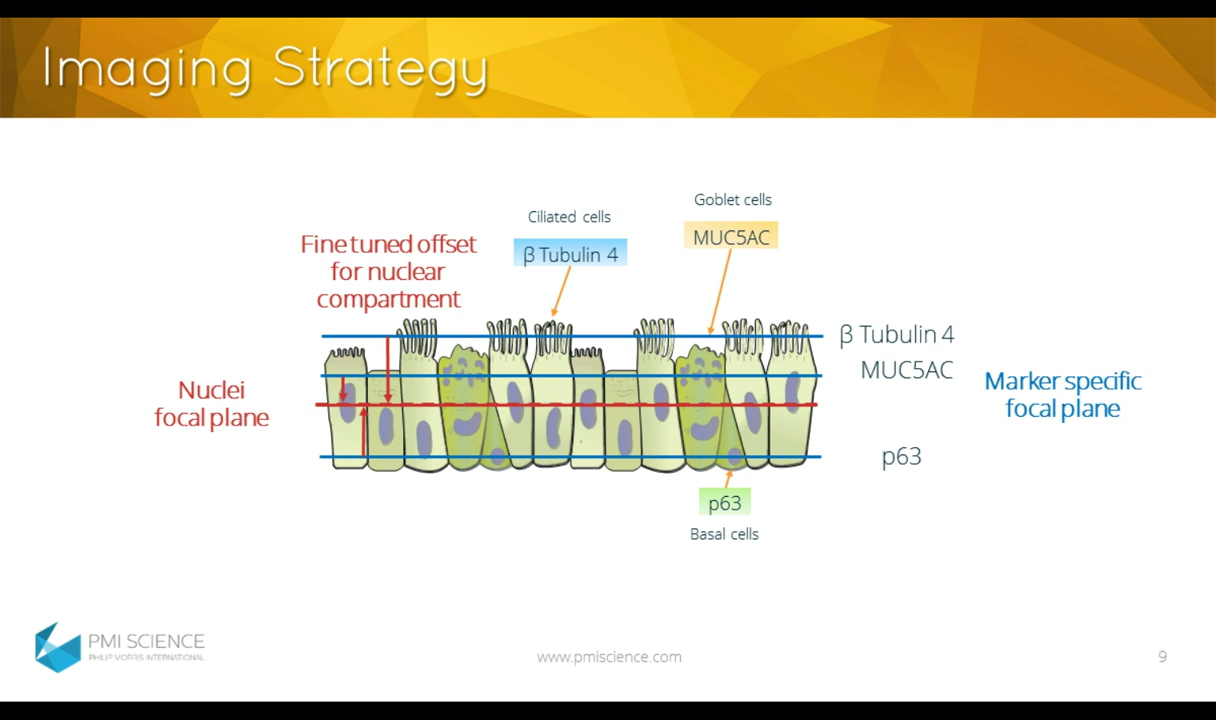 Imaging Strategy
Goblet cells
Ciliated cells
MUC5AC
Fine tuned offset
for nuclear
compartment
β Tubulin 4
β Tubulin 4
MUC5AC
Nuclei
focal plane
Marker specific
focal plane
p63
p63
Basal cells
PMI SCIENCE
PHILIP MORRIS INTERNATIONAL
www.pmiscience.com
9